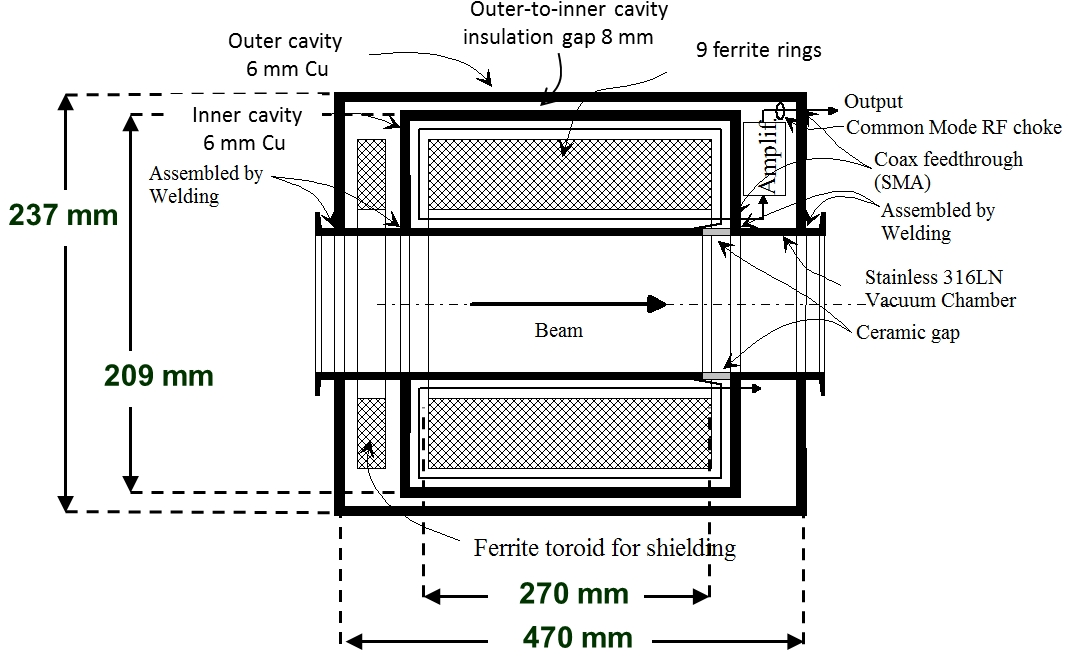 Outer-to-inner cavity
insulation gap 8 mm
Outer cavity
6 mm Cu
9 ferrite rings
Inner cavity
6 mm Cu
Assembled by
Welding
237 mm
209 mm
Amplif.
Output
Common Mode RF choke
Coax feedthrough
(SMA)
Assembled by
Welding
Stainless 316LN
Vacuum Chamber
Ceramic gap
Beam
Ferrite toroid for shielding
270 mm
470 mm